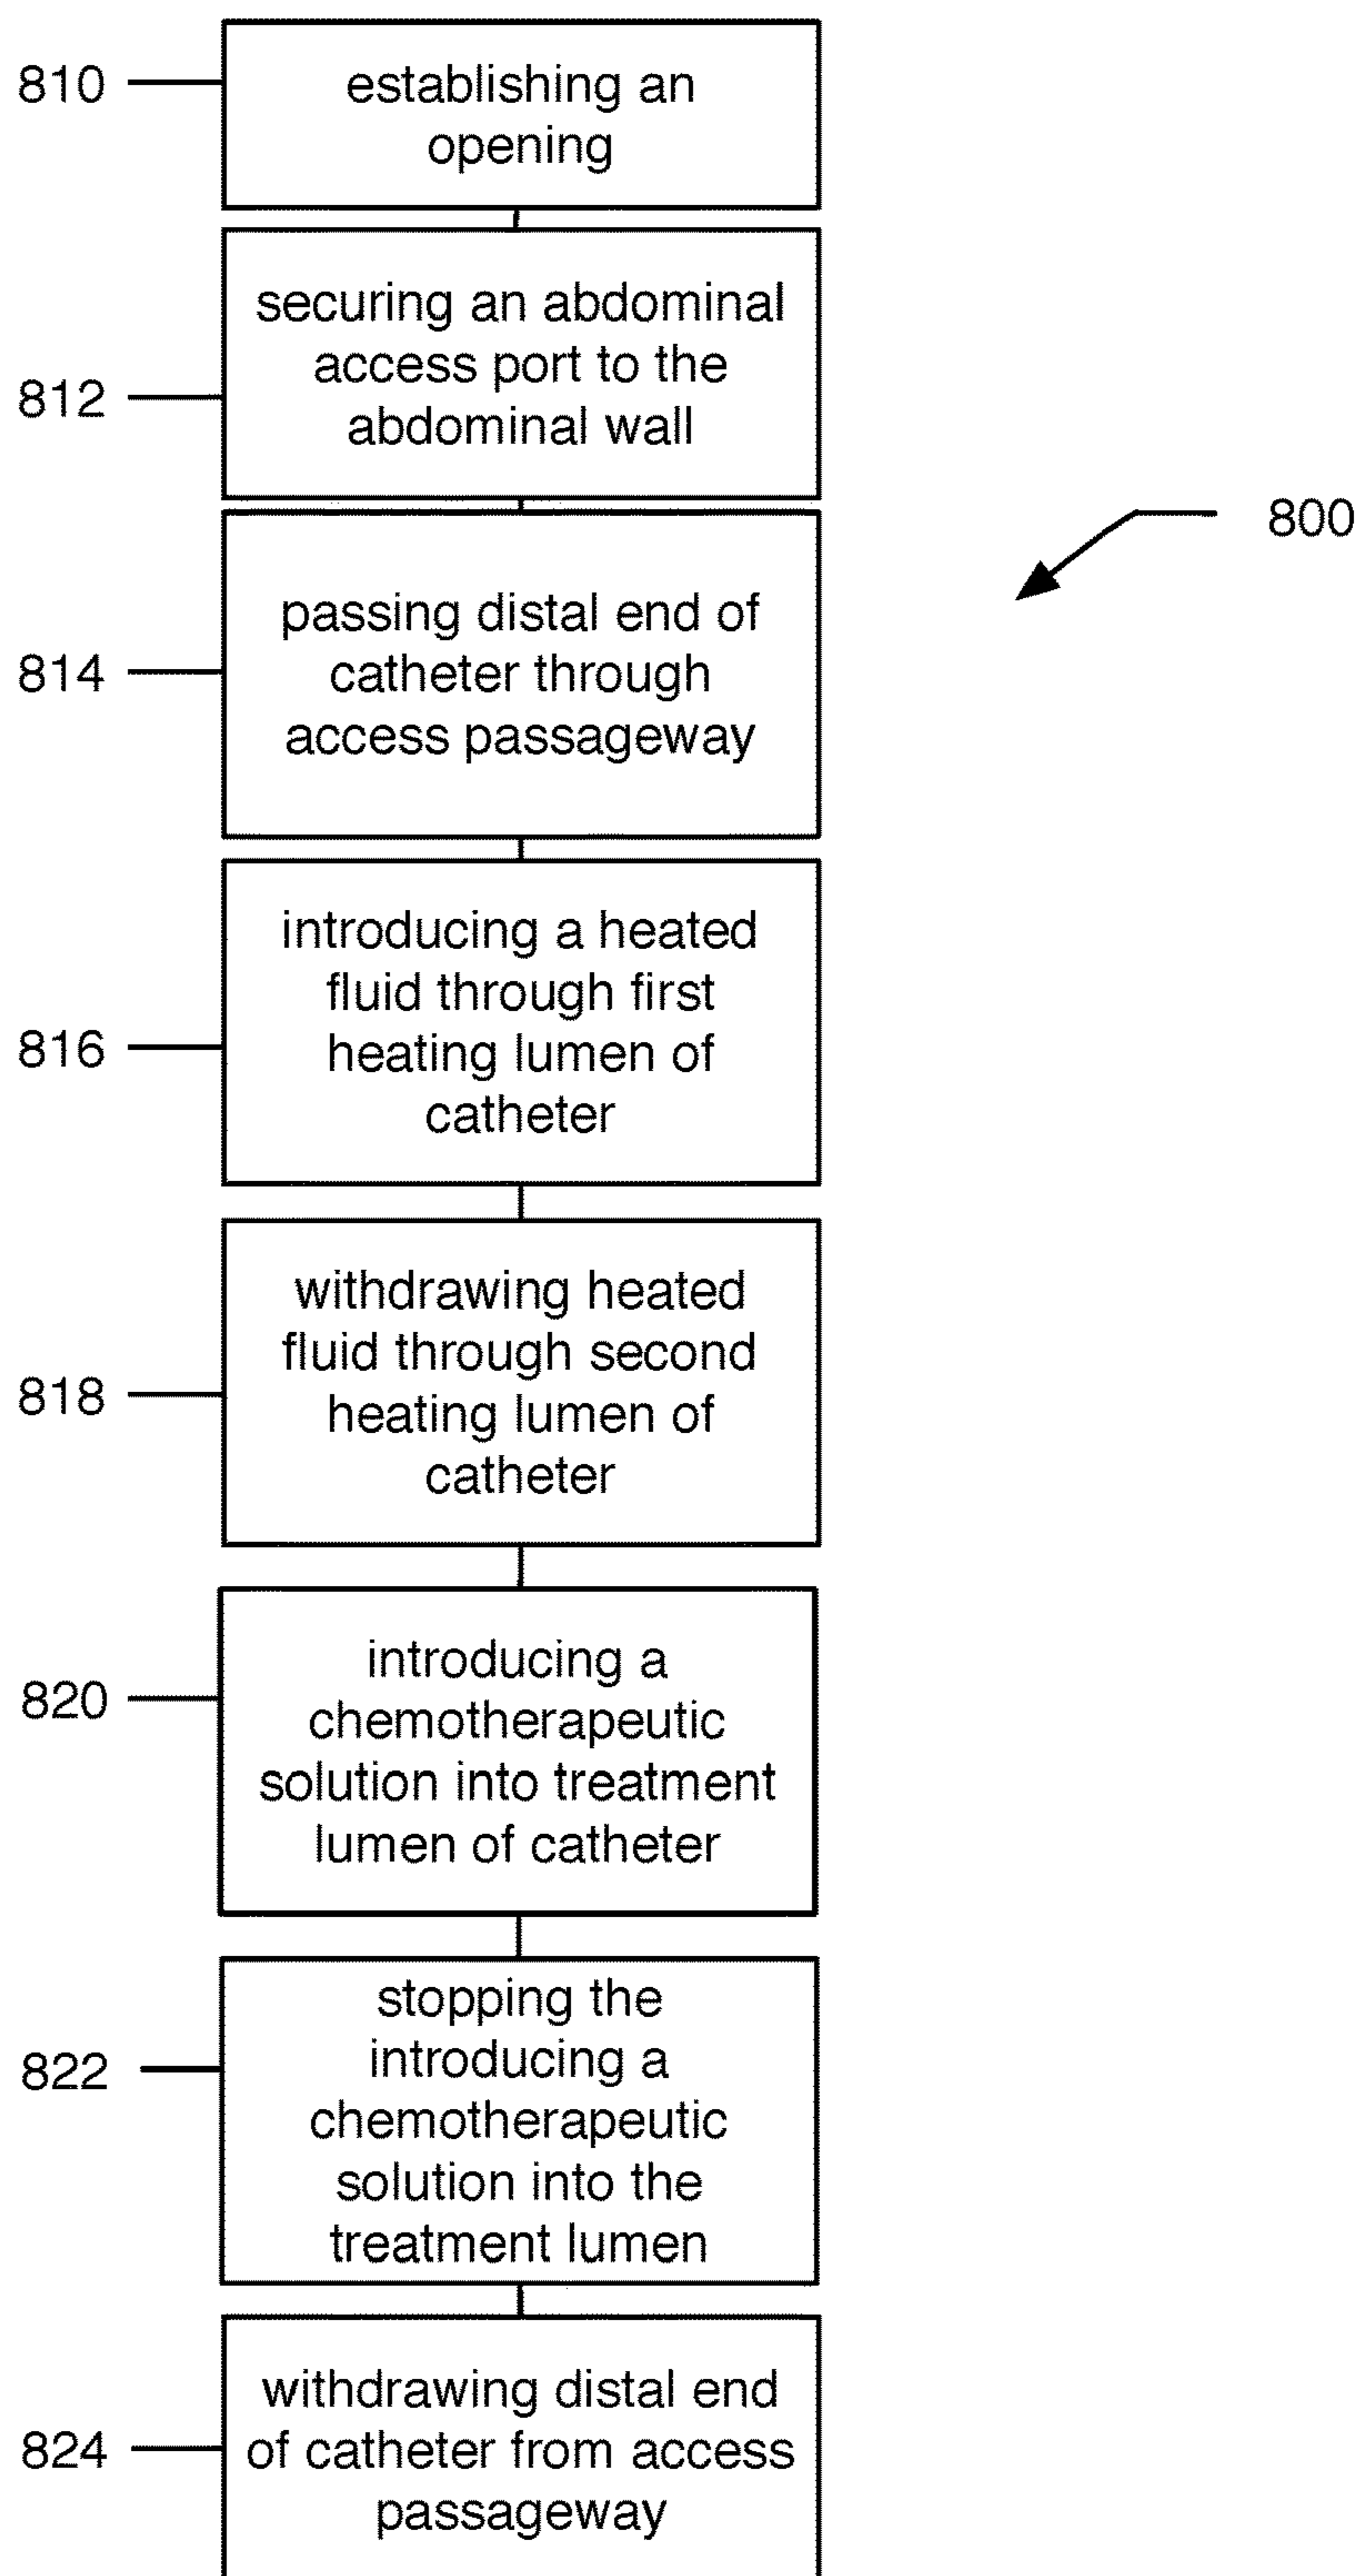 810
establishing an
opening
securing an abdominal
access port to the
812
abdominal wall
800
passing distal end of
814
catheter through
access passageway
introducing a heated
fluid through first
816
heating lumen of
catheter
withdrawing heated
fluid through second
818
heating lumen of
catheter
introducing a
820
chemotherapeutic
solution into treatment
lumen of catheter
stopping the
introducing a
822
chemotherapeutic
solution into the
treatment lumen
withdrawing distal end
824
of catheter from access
passageway